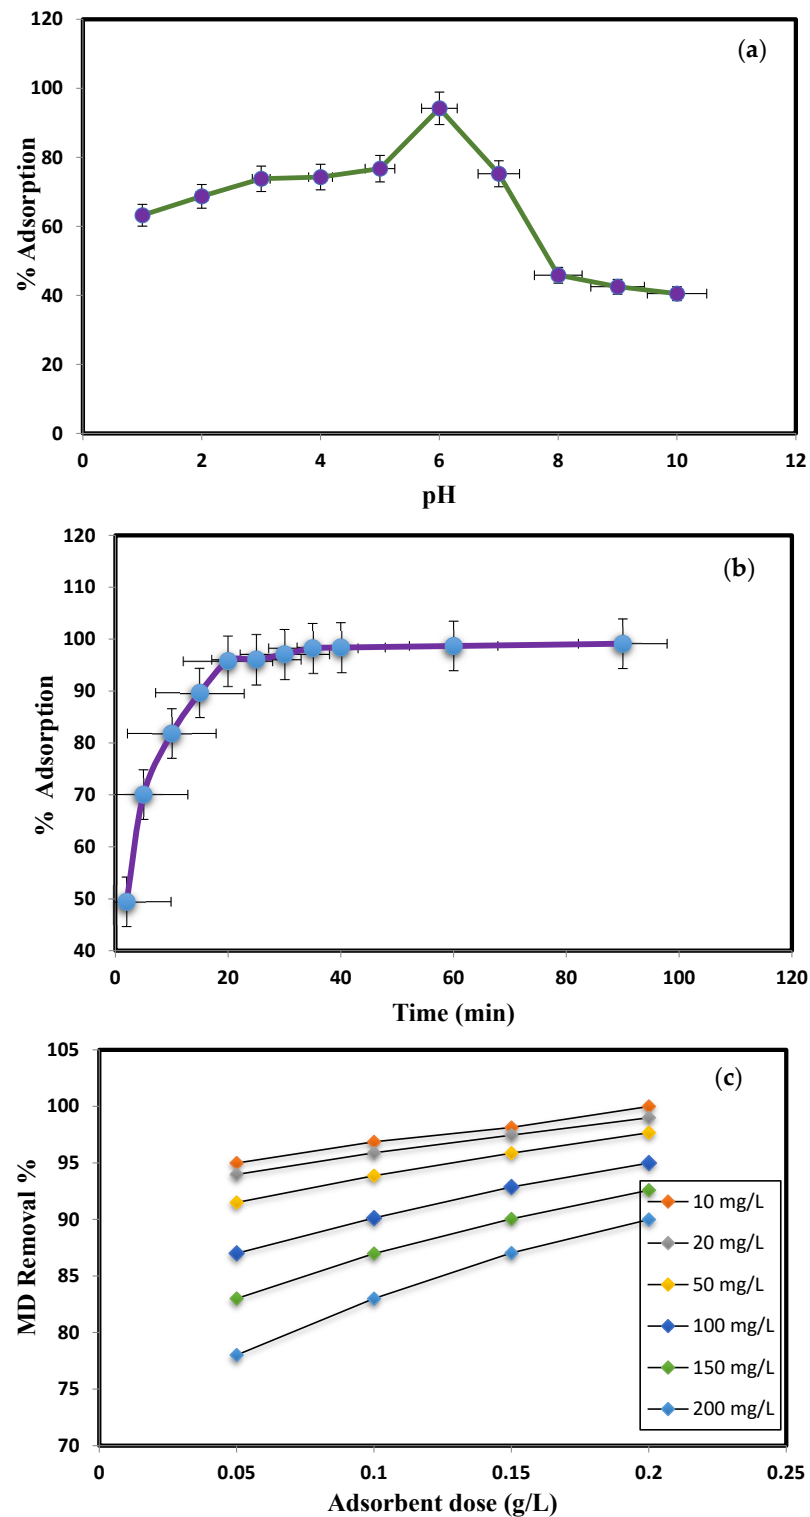 (a)
120
100
80
60
40
20
0
% Adsorption
0 2 4 6 8 10 12
pH
(b)
120
110
100
90
80
70
60
50
40
% Adsorption
0 20 40 60 80 100 120
Time (min)
(c)
105
100
95
90
85
80
75
70
MD Removal %
10 mg/L
20 mg/L
50 mg/L
100 mg/L
150 mg/L
200 mg/L
0 0.05 0.1 0.15 0.2 0.25
Adsorbent dose (g/L)